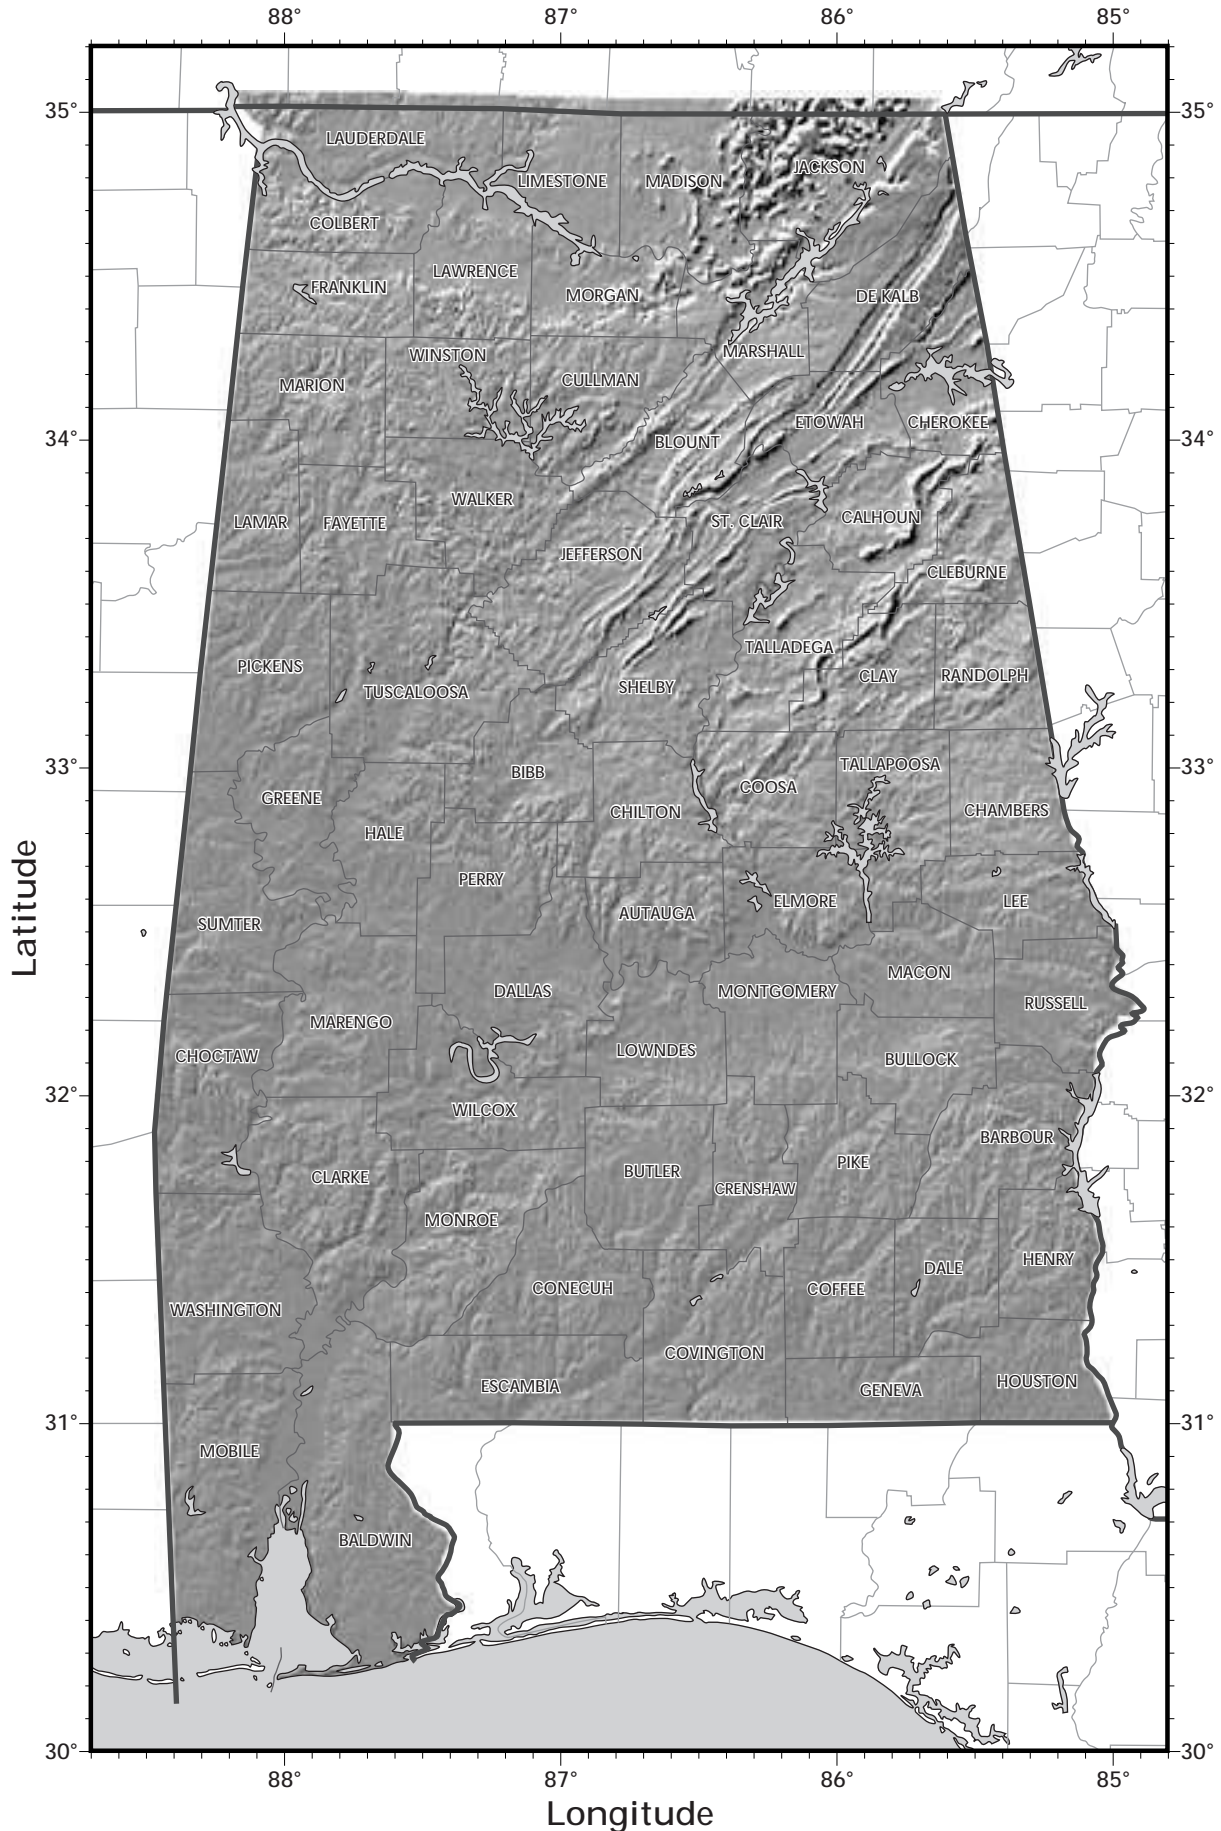 88°
87°
86°
85°
35°
35°
LAUDERDALE
JACKSON
LIMESTONE
MADISON
COLBERT
LAWRENCE
FRANKLIN
MORGAN
DE KALB
MARSHALL
WINSTON
CULLMAN
MARION
34°
ETOWAH
CHEROKEE
34°
BLOUNT
WALKER
LAMAR
FAYETTE
ST. CLAIR
CALHOUN
JEFFERSON
CLEBURNE
TALLADEGA
PICKENS
CLAY
RANDOLPH
TUSCALOOSA
SHELBY
33°
BIBB
TALLAPOOSA
33°
COOSA
GREENE
CHILTON
CHAMBERS
HALE
PERRY
AUTAUGA
ELMORE
LEE
SUMTER
Latitude
MACON
DALLAS
MONTGOMERY
RUSSELL
MARENGO
CHOCTAW
LOWNDES
BULLOCK
32°
32°
WILCOX
BARBOUR
CLARKE
BUTLER
PIKE
CRENSHAW
MONROE
HENRY
DALE
CONECUH
COFFEE
WASHINGTON
COVINGTON
ESCAMBIA
GENEVA
HOUSTON
31°
31°
MOBILE
BALDWIN
30°
30°
88°
87°
86°
85°
Longitude